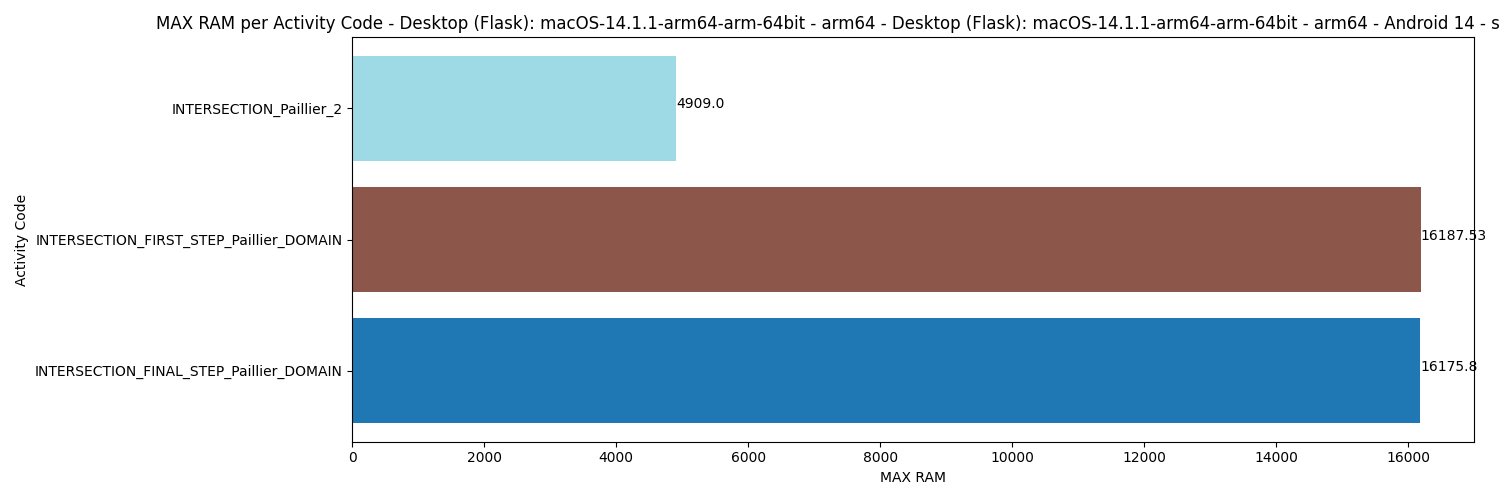 MAX RAM per Activity Code - Desktop (Flask): macOS-14.1.1-arm64-arm-64bit - arm64 - Desktop (Flask): macOS-14.1.1-arm64-arm-64bit - arm64 - Android 14 - s
INTERSECTION_Paillier_2
4909.0
Activity Code
INTERSECTION_FIRST_STEP_Paillier_DOMAIN
16187.53
INTERSECTION_FINAL_STEP_Paillier_DOMAIN
16175.8
0 2000 4000 6000 8000 10000 12000 14000 16000
MAX RAM